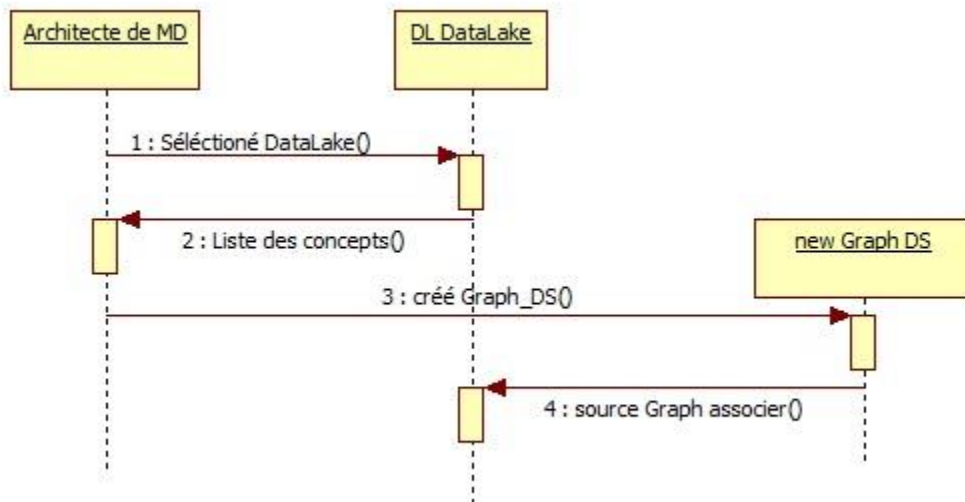 Architecte de MD
DL DataLake
1 : Séléctioné DataLake()
2 : Liste des concepts()
new Graph DS
3 : créé Graph_DS()
4 : source Graph associer()